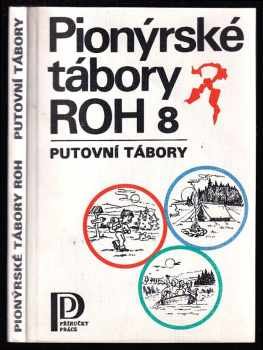 PIONÝRSKÉ TÁBORY ROH PUTOVNÍ TÁBORY
Pionýrské
tábory
ROH 8
PUTOVNÍ TÁBORY
P
PŘÍRUČKY
PRÁCE